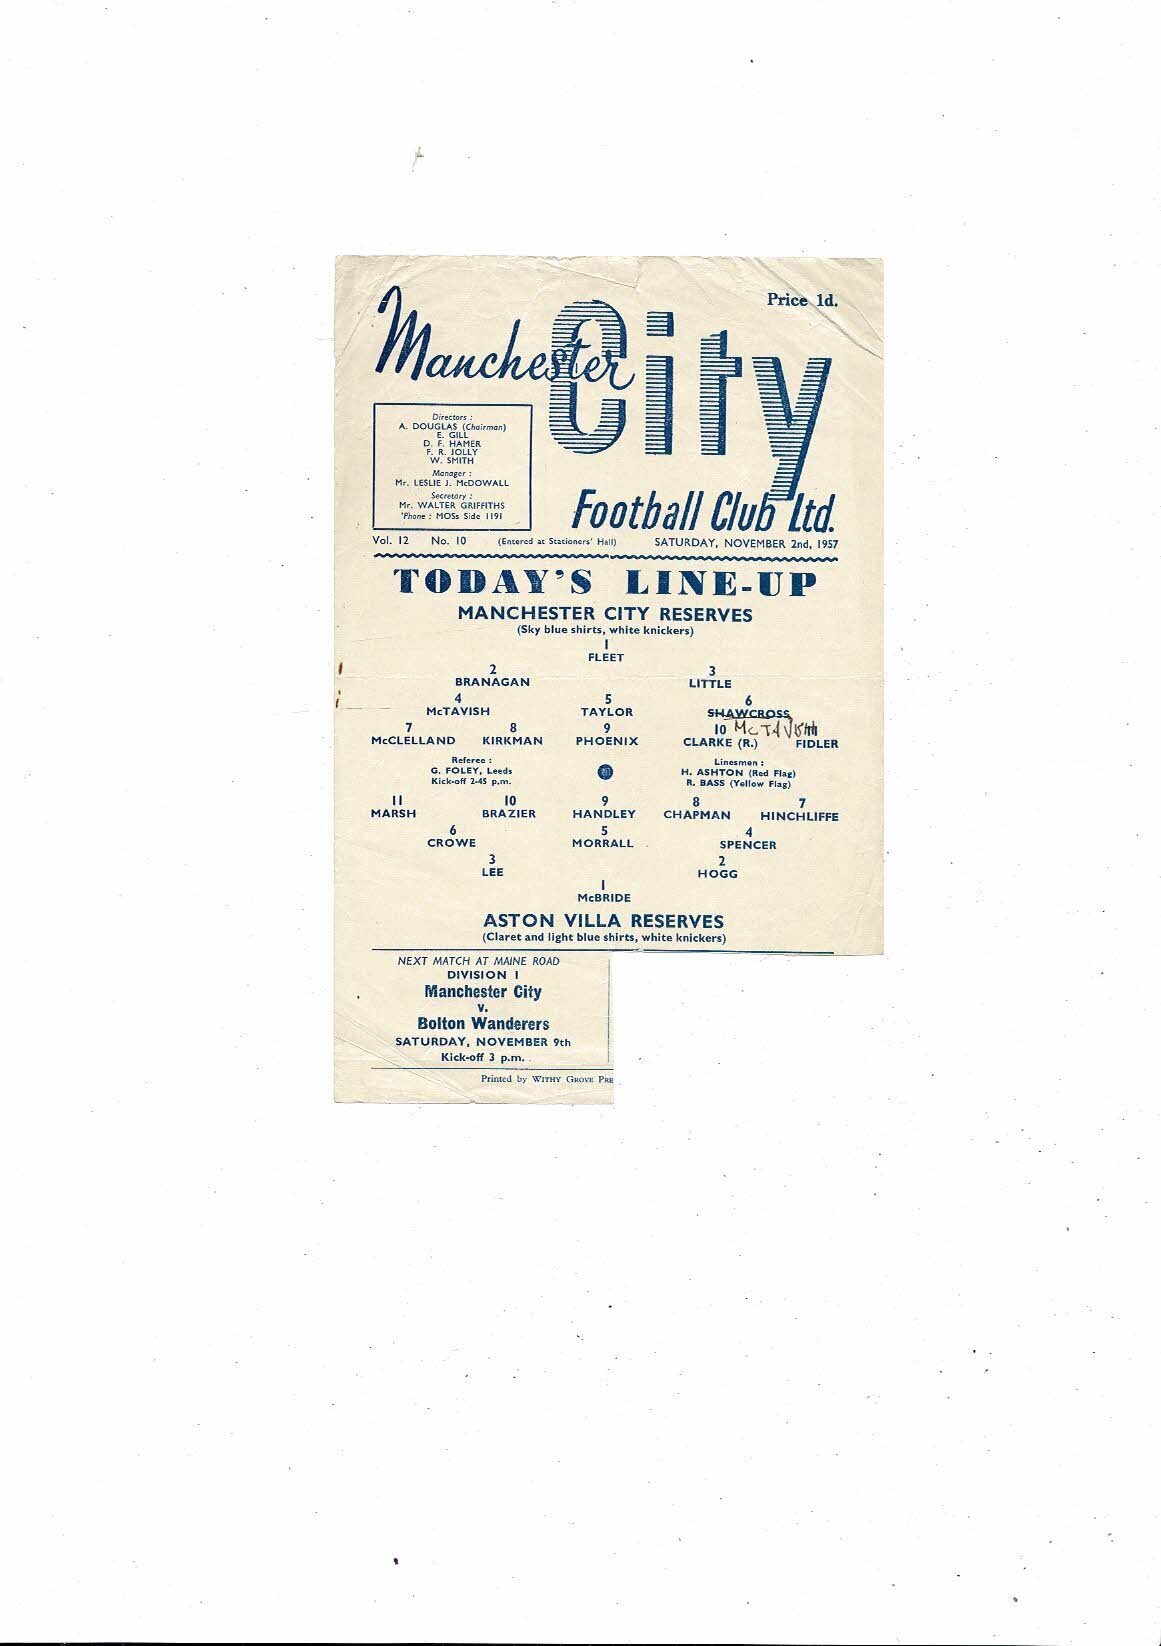 Price 1d.
Manchester City
Football Club Ltd.
Directors :
A. DOUGLAS (Chairman)
E. GILL
D. F. HAMER
F. R. JOLLY
W. SMITH
Manager :
Mr. LESLIE J. McDOWALL
Secretary :
Mr. WALTER GRIFFITHS
'Phone : MOSs Side 1191
Vol. 12 No. 10 (Entered at Stationers' Hall) SATURDAY, NOVEMBER 2nd, 1957
TODAY'S LINE-UP
MANCHESTER CITY RESERVES
(Sky blue shirts, white knickers)
1
FLEET
2 3
BRANAGAN LITTLE
4 5 6
McTAVISH TAYLOR SHAWCROSS
7 8 9 10 McTAVISH
McCLELLAND KIRKMAN PHOENIX CLARKE (R.) FIDLER
Referee :
G. FOLEY, Leeds
Kick-off 2-45 p.m.
Linesmen :
H. ASHTON (Red Flag)
R. BASS (Yellow Flag)
11 10 9 8 7
MARSH BRAZIER HANDLEY CHAPMAN HINCHLIFFE
6 5 4
CROWE MORRALL SPENCER
3 2
LEE HOGG
1
McBRIDE
ASTON VILLA RESERVES
(Claret and light blue shirts, white knickers)
NEXT MATCH AT MAINE ROAD
DIVISION 1
Manchester City
v.
Bolton Wanderers
SATURDAY, NOVEMBER 9th
Kick-off 3 p.m.
Printed by WITHY GROVE PRE